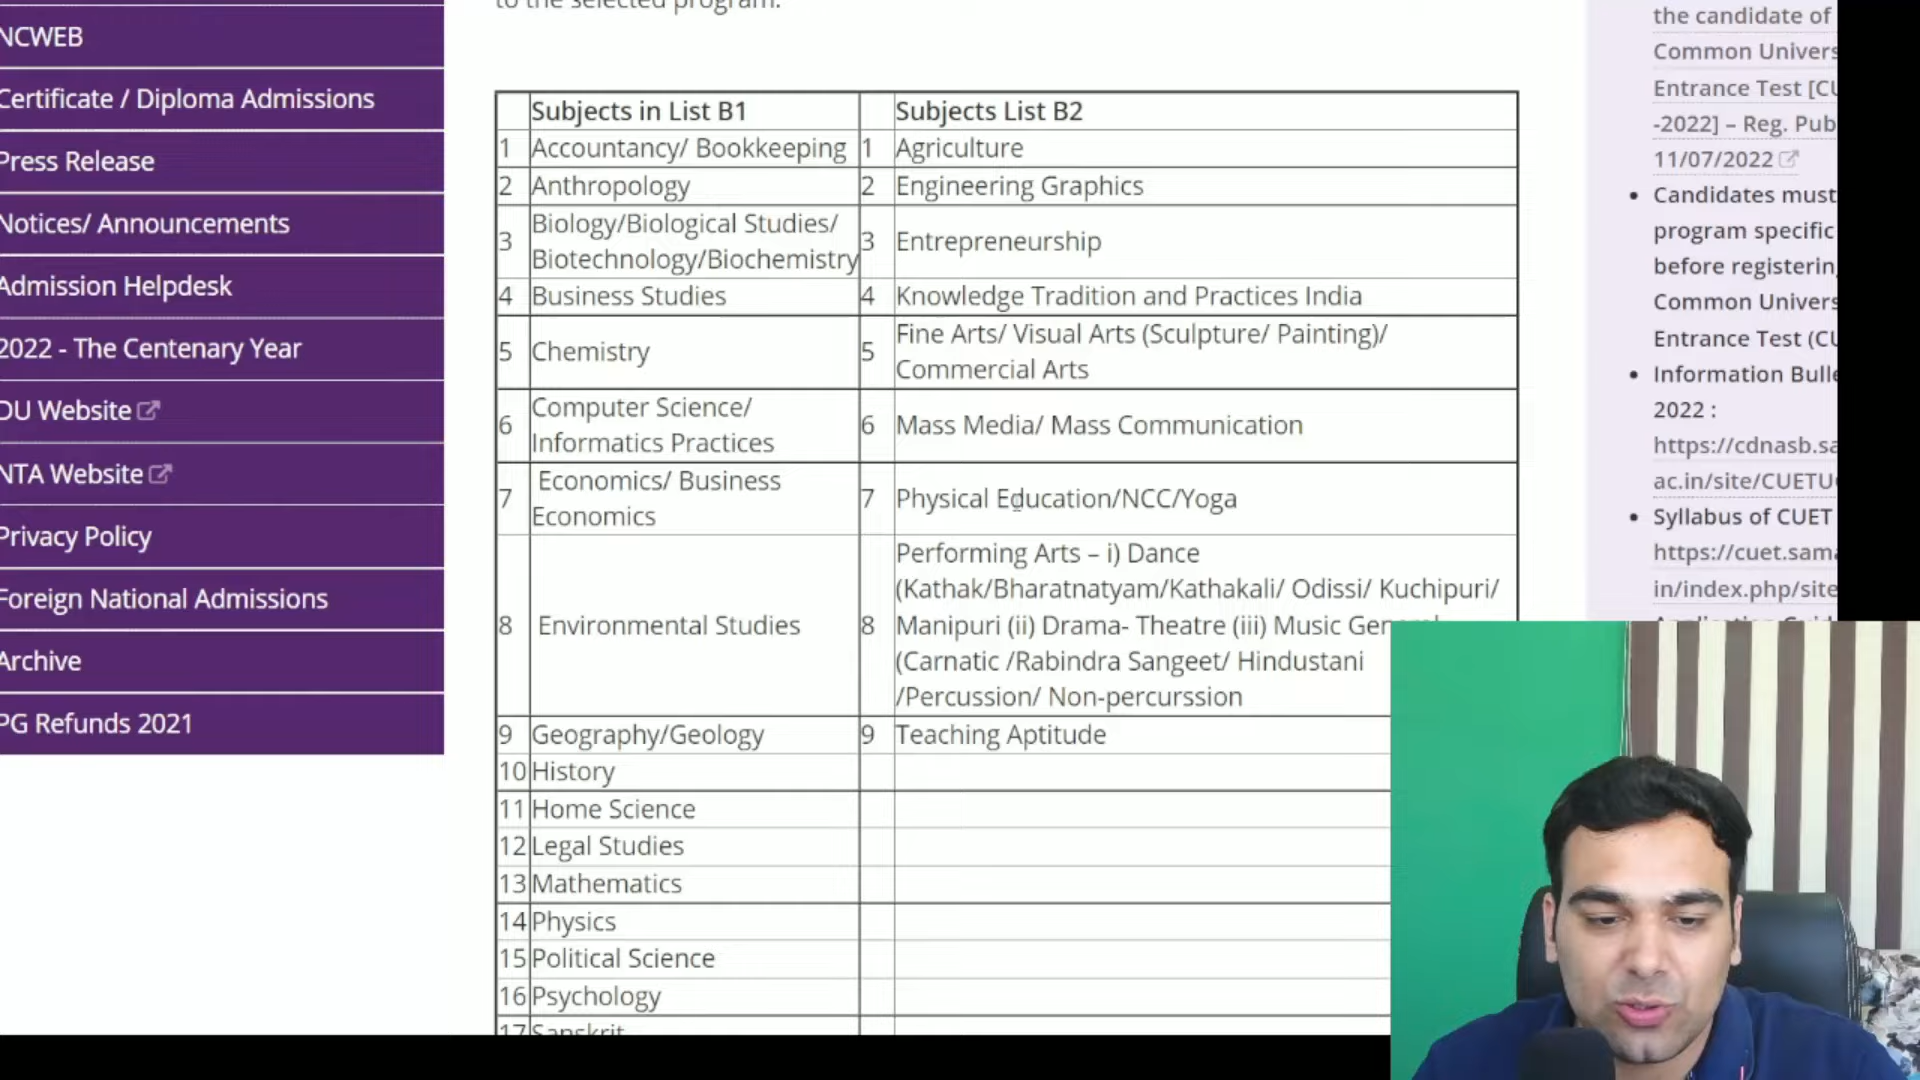 to the selected program.
NCWEB
Certificate / Diploma Admissions
Press Release
Notices/ Announcements
Admission Helpdesk
2022 - The Centenary Year
DU Website
NTA Website
Privacy Policy
Foreign National Admissions
Archive
PG Refunds 2021
Subjects in List B1 Subjects List B2
1 Accountancy/ Bookkeeping 1 Agriculture
2 Anthropology 2 Engineering Graphics
3 Biology/Biological Studies/
Biotechnology/Biochemistry 3 Entrepreneurship
4 Business Studies 4 Knowledge Tradition and Practices India
5 Chemistry 5 Fine Arts/ Visual Arts (Sculpture/ Painting)/
Commercial Arts
6 Computer Science/
Informatics Practices 6 Mass Media/ Mass Communication
7 Economics/ Business
Economics 7 Physical Education/NCC/Yoga
8 Environmental Studies 8 Performing Arts – i) Dance
(Kathak/Bharatnatyam/Kathakali/ Odissi/ Kuchipuri/
Manipuri (ii) Drama- Theatre (iii) Music
(Carnatic /Rabindra Sangeet/ Hindustani
/Percussion/ Non-percurssion
9 Geography/Geology 9 Teaching Aptitude
10 History
11 Home Science
12 Legal Studies
13 Mathematics
14 Physics
15 Political Science
16 Psychology
17 Sanskrit
the candidate of
Common Univers
Entrance Test [CU
-2022] – Reg. Pub
11/07/2022
Candidates must
program specific
before registerin
Common Univers
Entrance Test (CU
Information Bulle
2022 :
https://cdnasb.sa
ac.in/site/CUETU
Syllabus of CUET
https://cuet.sama
in/index.php/site